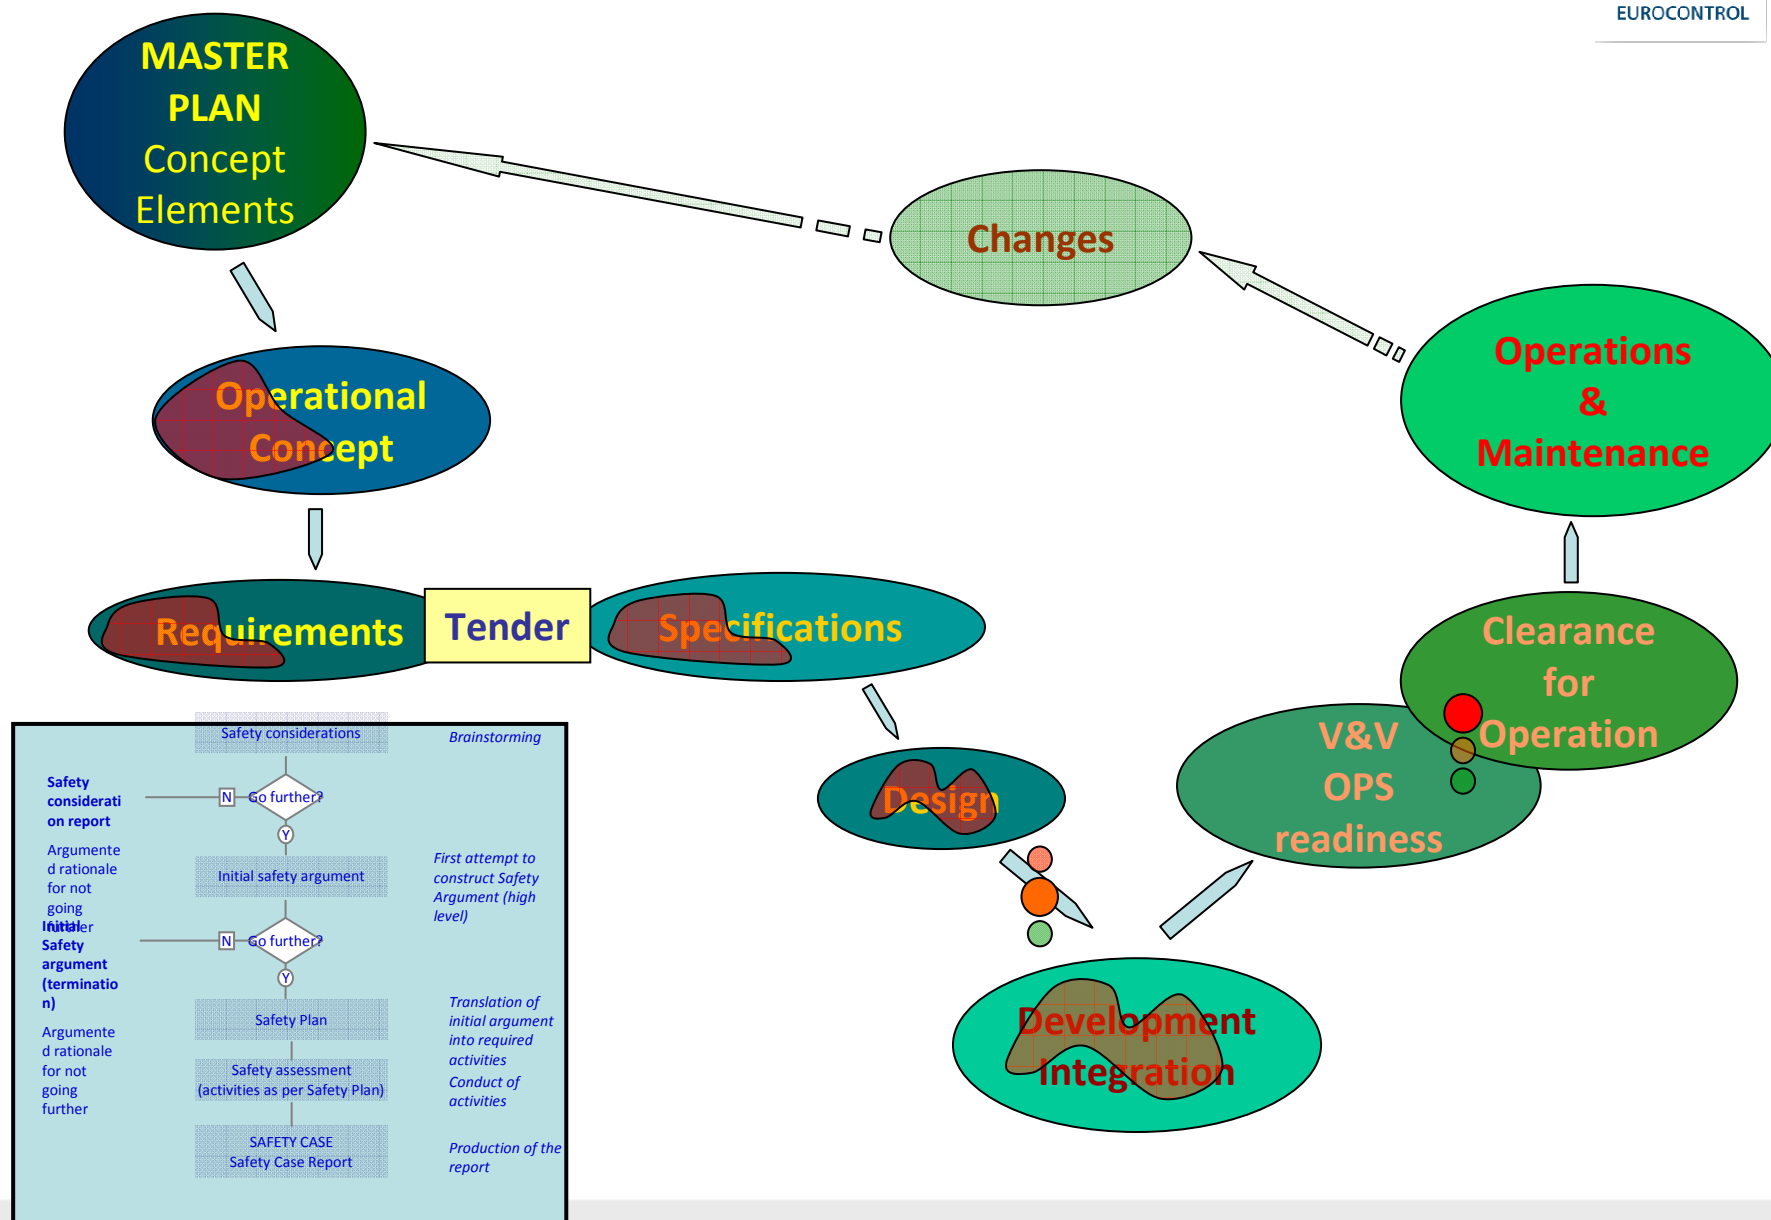 EUROCONTROL
MASTER
PLAN
Concept
Elements
Changes
Operations
&
Maintenance
Operational
Concept
Requirements
Tender
Specifications
Clearance
for
Operation
V&V
OPS
readiness
Design
Development
Integration
Safety considerations
Brainstorming
Safety
considerati
on report
N
Go further?
Y
Argumente
d rationale
for not
going
further
Initial safety argument
First attempt to
construct Safety
Argument (high
level)
Initial
Safety
argument
(terminatio
n)
N
Go further?
Y
Argumente
d rationale
for not
going
further
Safety Plan
Translation of
initial argument
into required
activities
Safety assessment
(activities as per Safety Plan)
Conduct of
activities
SAFETY CASE
Safety Case Report
Production of the
report